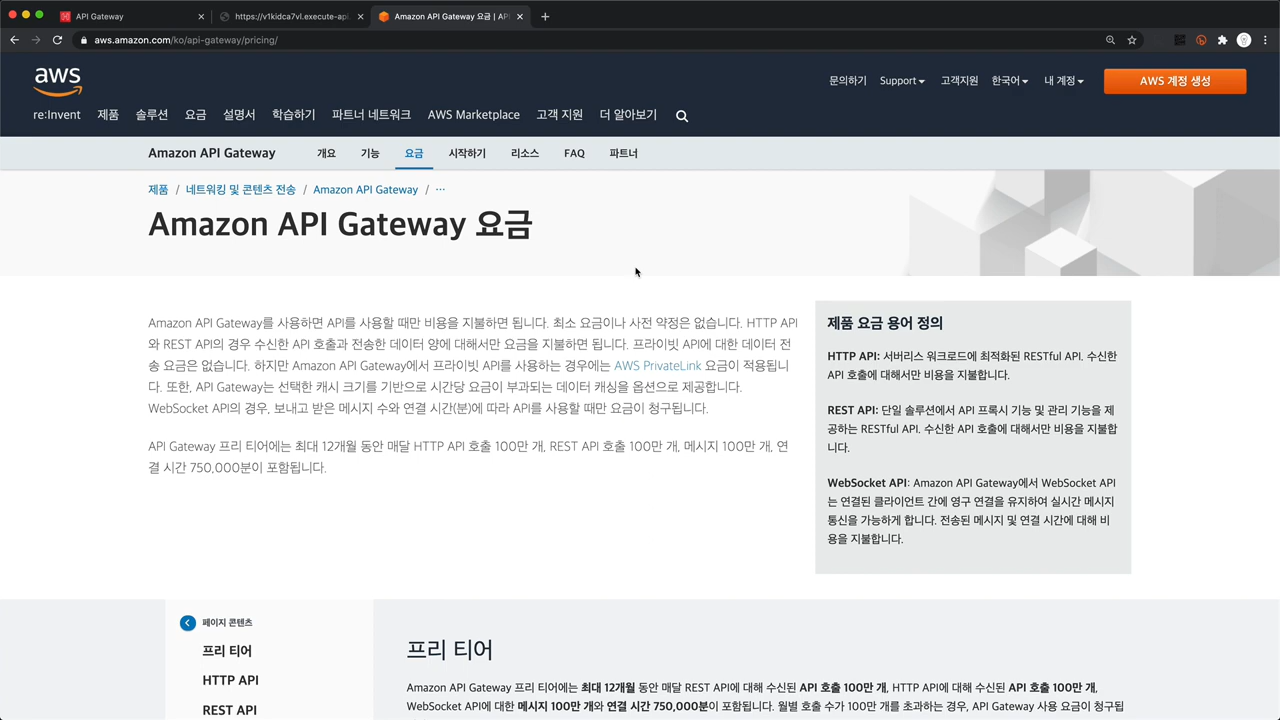 API Gateway
https://v1kidca7vl.execute-api
Amazon API Gateway 요금 | API
aws.amazon.com/ko/api-gateway/pricing/
aws
문의하기 Support 고객지원 한국어 내 계정 AWS 계정 생성
re:Invent 제품 솔루션 요금 설명서 학습하기 파트너 네트워크 AWS Marketplace 고객 지원 더 알아보기
Amazon API Gateway 개요 기능 요금 시작하기 리소스 FAQ 파트너
제품 / 네트워킹 및 콘텐츠 전송 / Amazon API Gateway / ...
Amazon API Gateway 요금
Amazon API Gateway를 사용하면 API를 사용할 때만 비용을 지불하면 됩니다. 최소 요금이나 사전 약정은 없습니다. HTTP API
와 REST API의 경우 수신한 API 호출과 전송한 데이터 양에 대해서만 요금을 지불하면 됩니다. 프라이빗 API에 대한 데이터 전
송 요금은 없습니다. 하지만 Amazon API Gateway에서 프라이빗 API를 사용하는 경우에는 AWS PrivateLink 요금이 적용됩니
다. 또한, API Gateway는 선택한 캐시 크기를 기반으로 시간당 요금이 부과되는 데이터 캐싱을 옵션으로 제공합니다.
WebSocket API의 경우, 보내고 받은 메시지 수와 연결 시간(분)에 따라 API를 사용할 때만 요금이 청구됩니다.
API Gateway 프리 티어에는 최대 12개월 동안 매달 HTTP API 호출 100만 개, REST API 호출 100만 개, 메시지 100만 개, 연
결 시간 750,000분이 포함됩니다.
제품 요금 용어 정의
HTTP API: 서버리스 워크로드에 최적화된 RESTful API. 수신한
API 호출에 대해서만 비용을 지불합니다.
REST API: 단일 솔루션에서 API 프록시 기능 및 관리 기능을 제
공하는 RESTful API. 수신한 API 호출에 대해서만 비용을 지불합
니다.
WebSocket API: Amazon API Gateway에서 WebSocket API
는 연결된 클라이언트 간에 영구 연결을 유지하여 실시간 메시지
통신을 가능하게 합니다. 전송된 메시지 및 연결 시간에 대해 비
용을 지불합니다.
페이지 콘텐츠
프리 티어
HTTP API
REST API
프리 티어
Amazon API Gateway 프리 티어에는 최대 12개월 동안 매달 REST API에 대해 수신된 API 호출 100만 개, HTTP API에 대해 수신된 API 호출 100만 개,
WebSocket API에 대한 메시지 100만 개와 연결 시간 750,000분이 포함됩니다. 월별 호출 수가 100만 개를 초과하는 경우, API Gateway 사용 요금이 청구됩